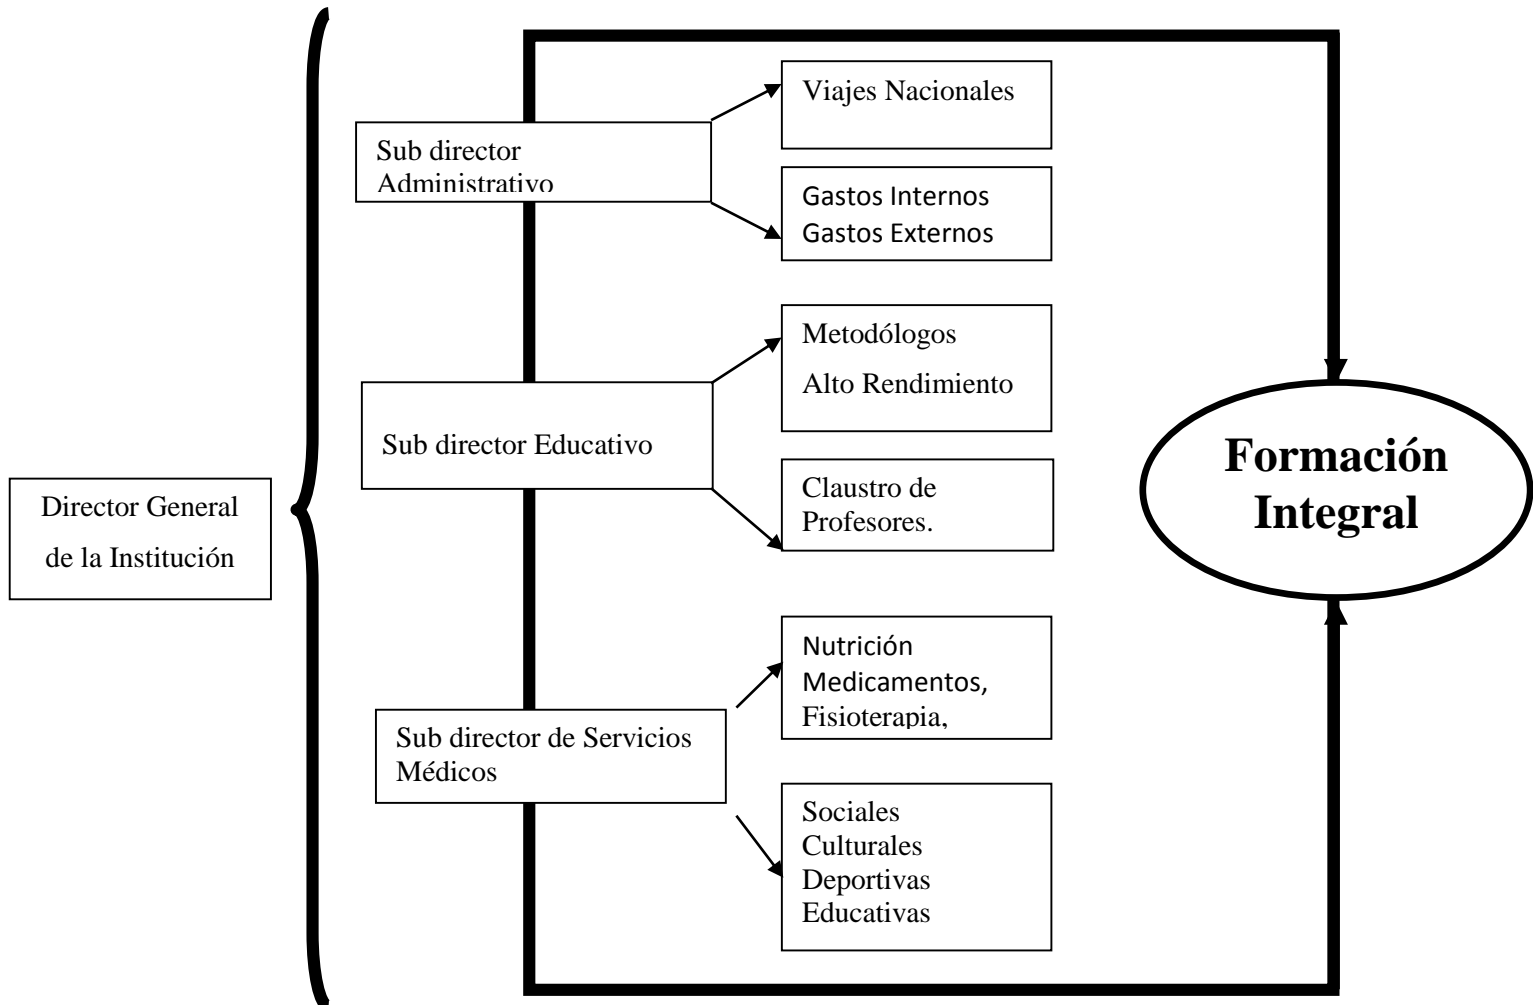 Director General
de la Institución
Sub director
Administrativo
Viajes Nacionales
Gastos Internos
Gastos Externos
Sub director Educativo
Metodólogos
Alto Rendimiento
Claustro de
Profesores.
Sub director de Servicios
Médicos
Nutrición
Medicamentos,
Fisioterapia,
Sociales
Culturales
Deportivas
Educativas
Formación
Integral